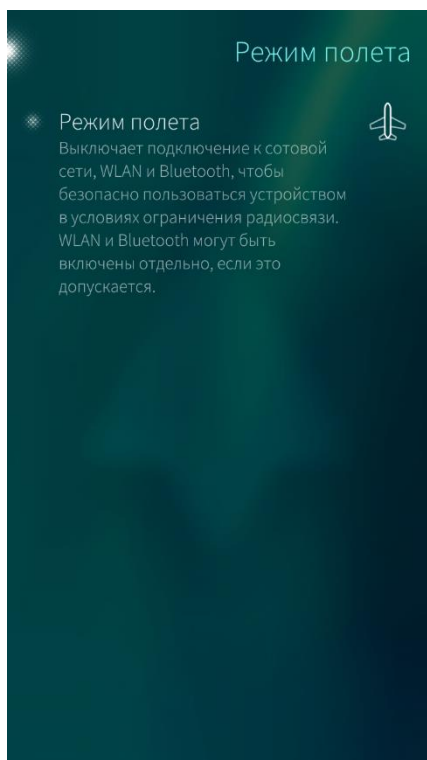 Режим полета
Режим полета
Выключает подключение к сотовой
сети, WLAN и Bluetooth, чтобы
безопасно пользоваться устройством
в условиях ограничения радиосвязи.
WLAN и Bluetooth могут быть
включены отдельно, если это
допускается.